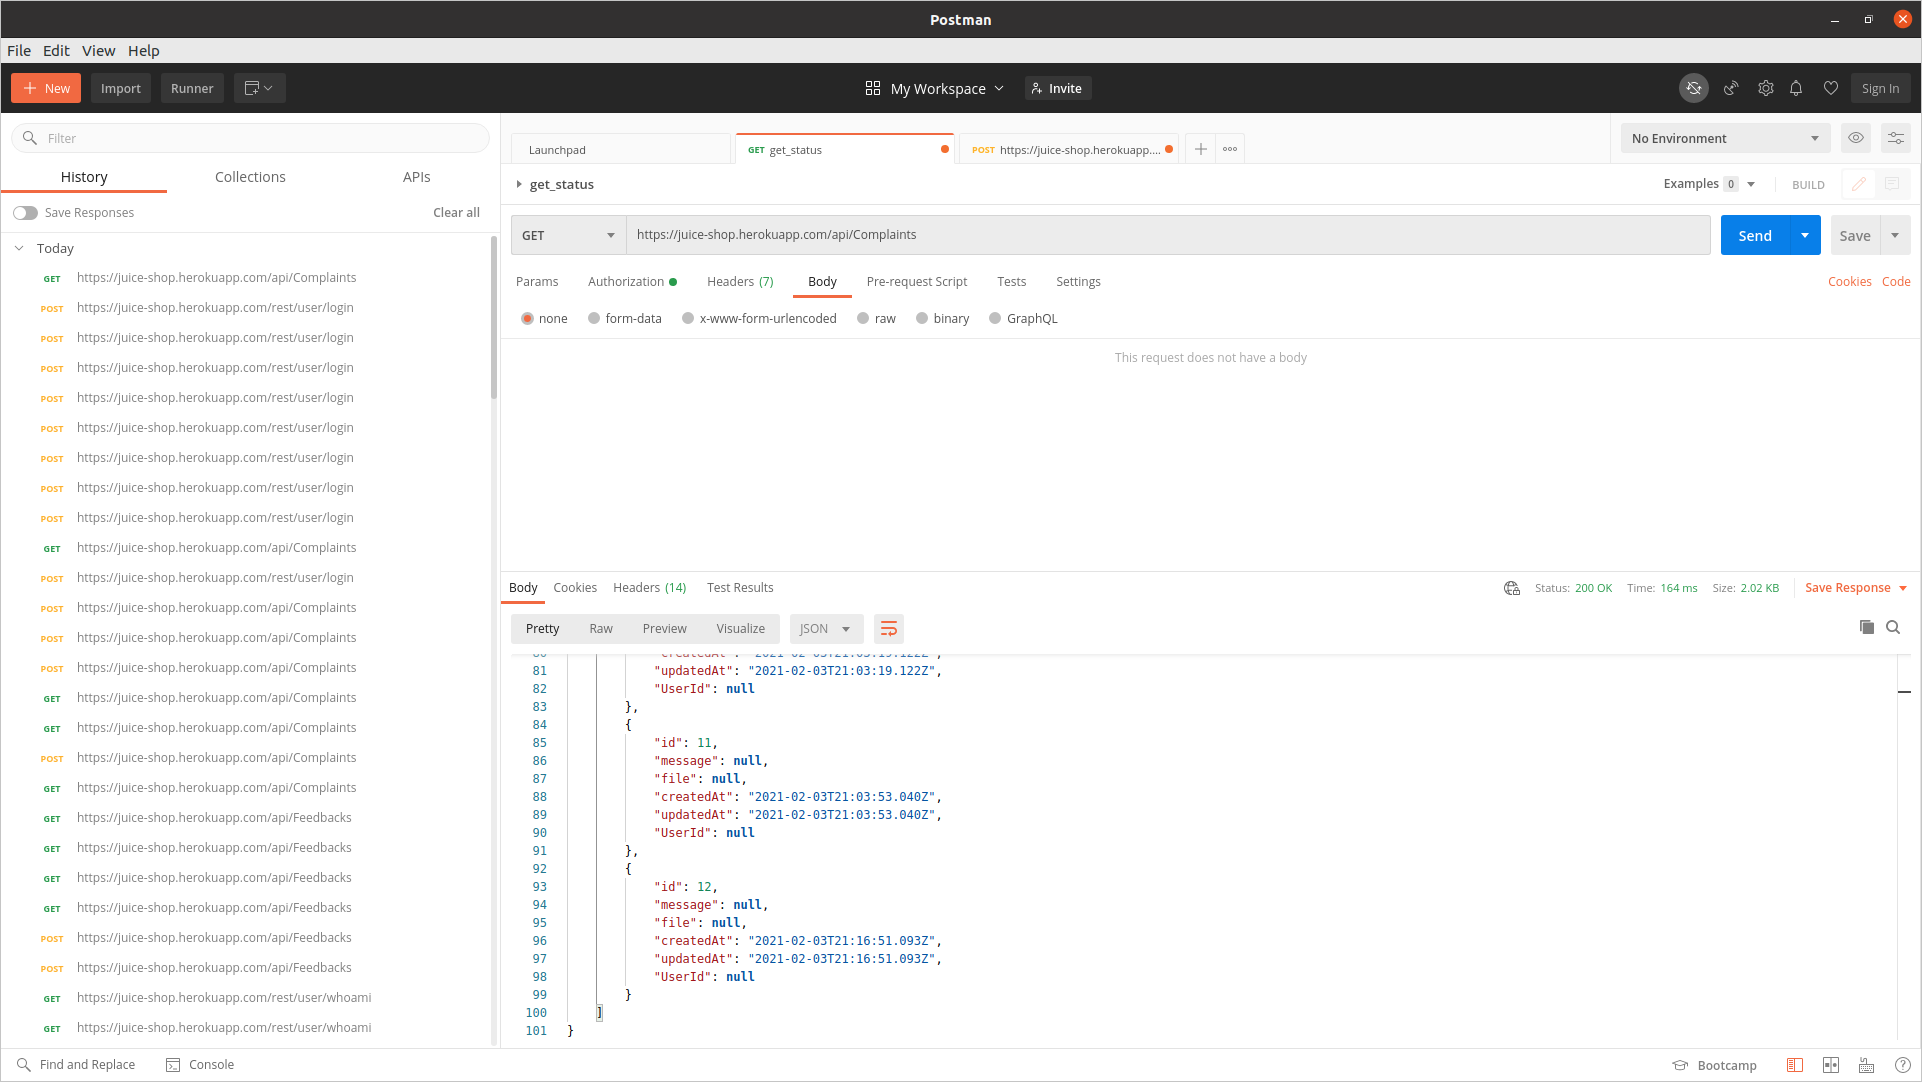 Postman
File Edit View Help
New Import Runner My Workspace Invite Sign In
Filter
History Collections APIs
Save Responses Clear all
Today
GET https://juice-shop.herokuapp.com/api/Complaints
POST https://juice-shop.herokuapp.com/rest/user/login
POST https://juice-shop.herokuapp.com/rest/user/login
POST https://juice-shop.herokuapp.com/rest/user/login
POST https://juice-shop.herokuapp.com/rest/user/login
POST https://juice-shop.herokuapp.com/rest/user/login
POST https://juice-shop.herokuapp.com/rest/user/login
POST https://juice-shop.herokuapp.com/rest/user/login
POST https://juice-shop.herokuapp.com/rest/user/login
GET https://juice-shop.herokuapp.com/api/Complaints
POST https://juice-shop.herokuapp.com/rest/user/login
POST https://juice-shop.herokuapp.com/api/Complaints
POST https://juice-shop.herokuapp.com/api/Complaints
POST https://juice-shop.herokuapp.com/api/Complaints
GET https://juice-shop.herokuapp.com/api/Complaints
GET https://juice-shop.herokuapp.com/api/Complaints
POST https://juice-shop.herokuapp.com/api/Complaints
GET https://juice-shop.herokuapp.com/api/Complaints
GET https://juice-shop.herokuapp.com/api/Feedbacks
GET https://juice-shop.herokuapp.com/api/Feedbacks
GET https://juice-shop.herokuapp.com/api/Feedbacks
GET https://juice-shop.herokuapp.com/api/Feedbacks
POST https://juice-shop.herokuapp.com/api/Feedbacks
POST https://juice-shop.herokuapp.com/api/Feedbacks
GET https://juice-shop.herokuapp.com/rest/user/whoami
GET https://juice-shop.herokuapp.com/rest/user/whoami
Launchpad GET get_status POST https://juice-shop.herokuapp.... No Environment
get_status Examples 0 BUILD
GET https://juice-shop.herokuapp.com/api/Complaints Send Save
Params Authorization Headers (7) Body Pre-request Script Tests Settings Cookies Code
none form-data x-www-form-urlencoded raw binary GraphQL
This request does not have a body
Body Cookies Headers (14) Test Results Status: 200 OK Time: 164 ms Size: 2.02 KB Save Response
Pretty Raw Preview Visualize JSON
80 "createdAt": "2021-02-03T21:03:19.122Z",
81 "updatedAt": "2021-02-03T21:03:19.122Z",
82 "UserId": null
83 },
84 {
85 "id": 11,
86 "message": null,
87 "file": null,
88 "createdAt": "2021-02-03T21:03:53.040Z",
89 "updatedAt": "2021-02-03T21:03:53.040Z",
90 "UserId": null
91 },
92 {
93 "id": 12,
94 "message": null,
95 "file": null,
96 "createdAt": "2021-02-03T21:16:51.093Z",
97 "updatedAt": "2021-02-03T21:16:51.093Z",
98 "UserId": null
99 }
100 ]
101 }
Find and Replace Console Bootcamp